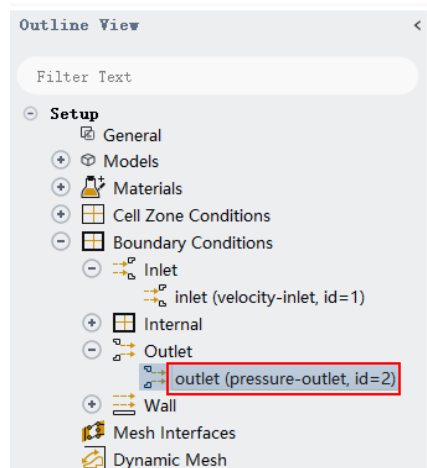 Outline View
Filter Text
Setup
General
Models
Materials
Cell Zone Conditions
Boundary Conditions
Inlet
inlet (velocity-inlet, id=1)
Internal
Outlet
outlet (pressure-outlet, id=2)
Wall
Mesh Interfaces
Dynamic Mesh